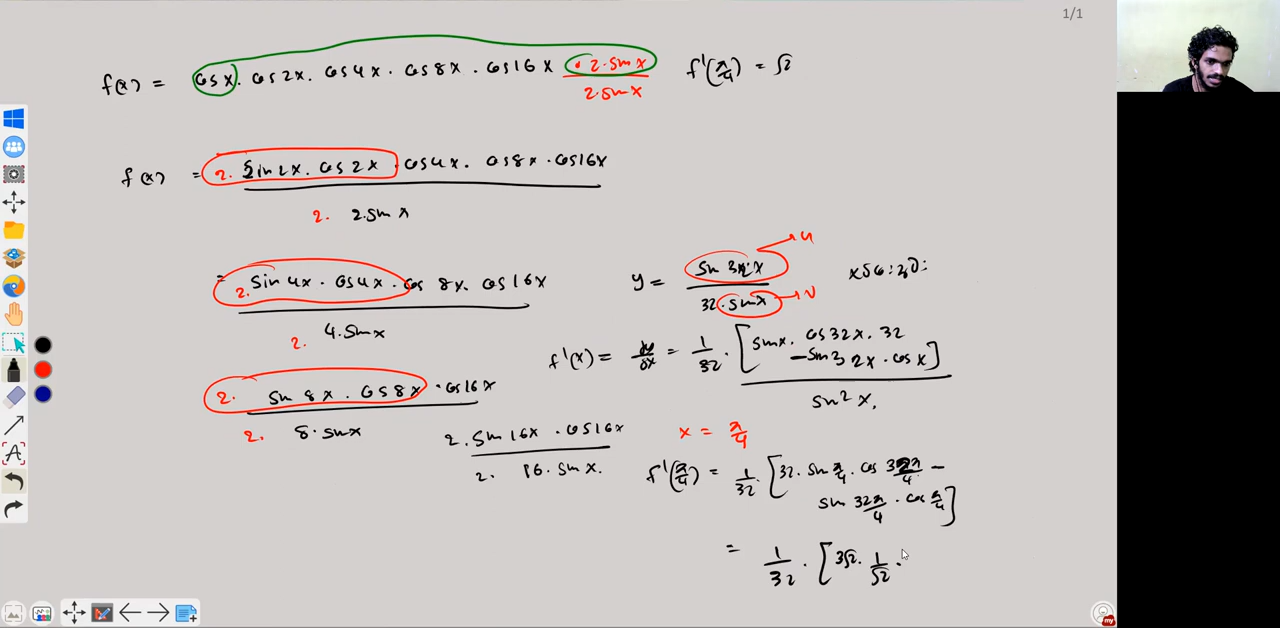 1/1
f(x) = cos x . cos 2x . cos 4x . cos 8x . cos 16x . 2 . sin x / 2 . sin x f'(π/4) = √2
f(x) = 2 . sin 2x . cos 2x . cos 4x . cos 8x . cos 16x
2 . 2 . sin x
= 2 . sin 4x . cos 4x . cos 8x . cos 16x
2 . 4 . sin x
2 . sin 8x . cos 8x . cos 16x
2 . 8 . sin x
2 . sin 16x . cos 16x
2 . 16 . sin x .
y = sin 32x → u
32 . sin x → v
f'(x) = dy/dx = 1/32 . [ sin x . cos 32x . 32
– sin 32x . cos x ]
sin² x ,
x = π/4
f'(π/4) = 1/32 . [ 32 . sin π/4 . cos 32π/4 –
sin 32π/4 . cos π/4 ]
= 1/32 . [ 32 . 1/√2 .
A
my